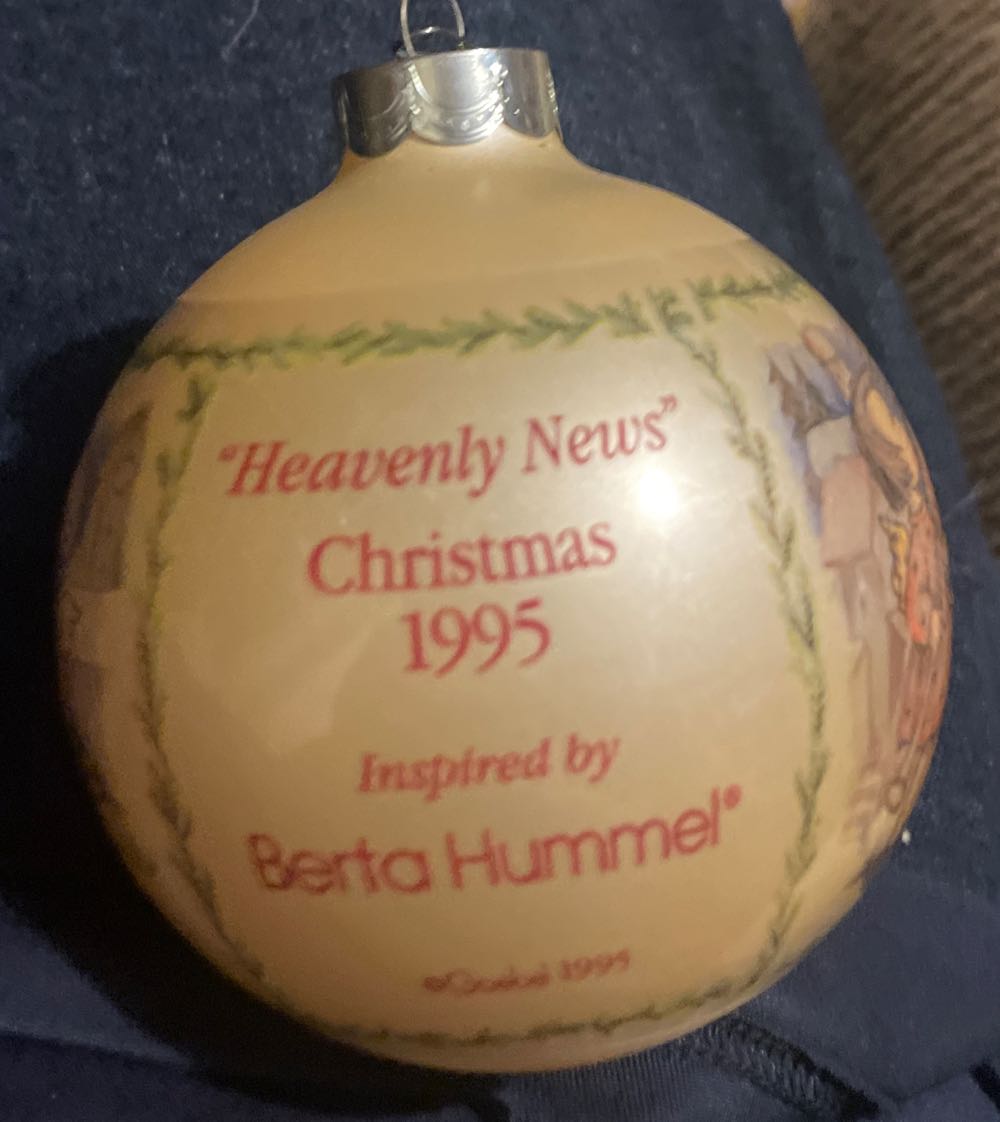 "Heavenly News"
Christmas
1995
Inspired by
Berta Hummel®
©Goebel 1995